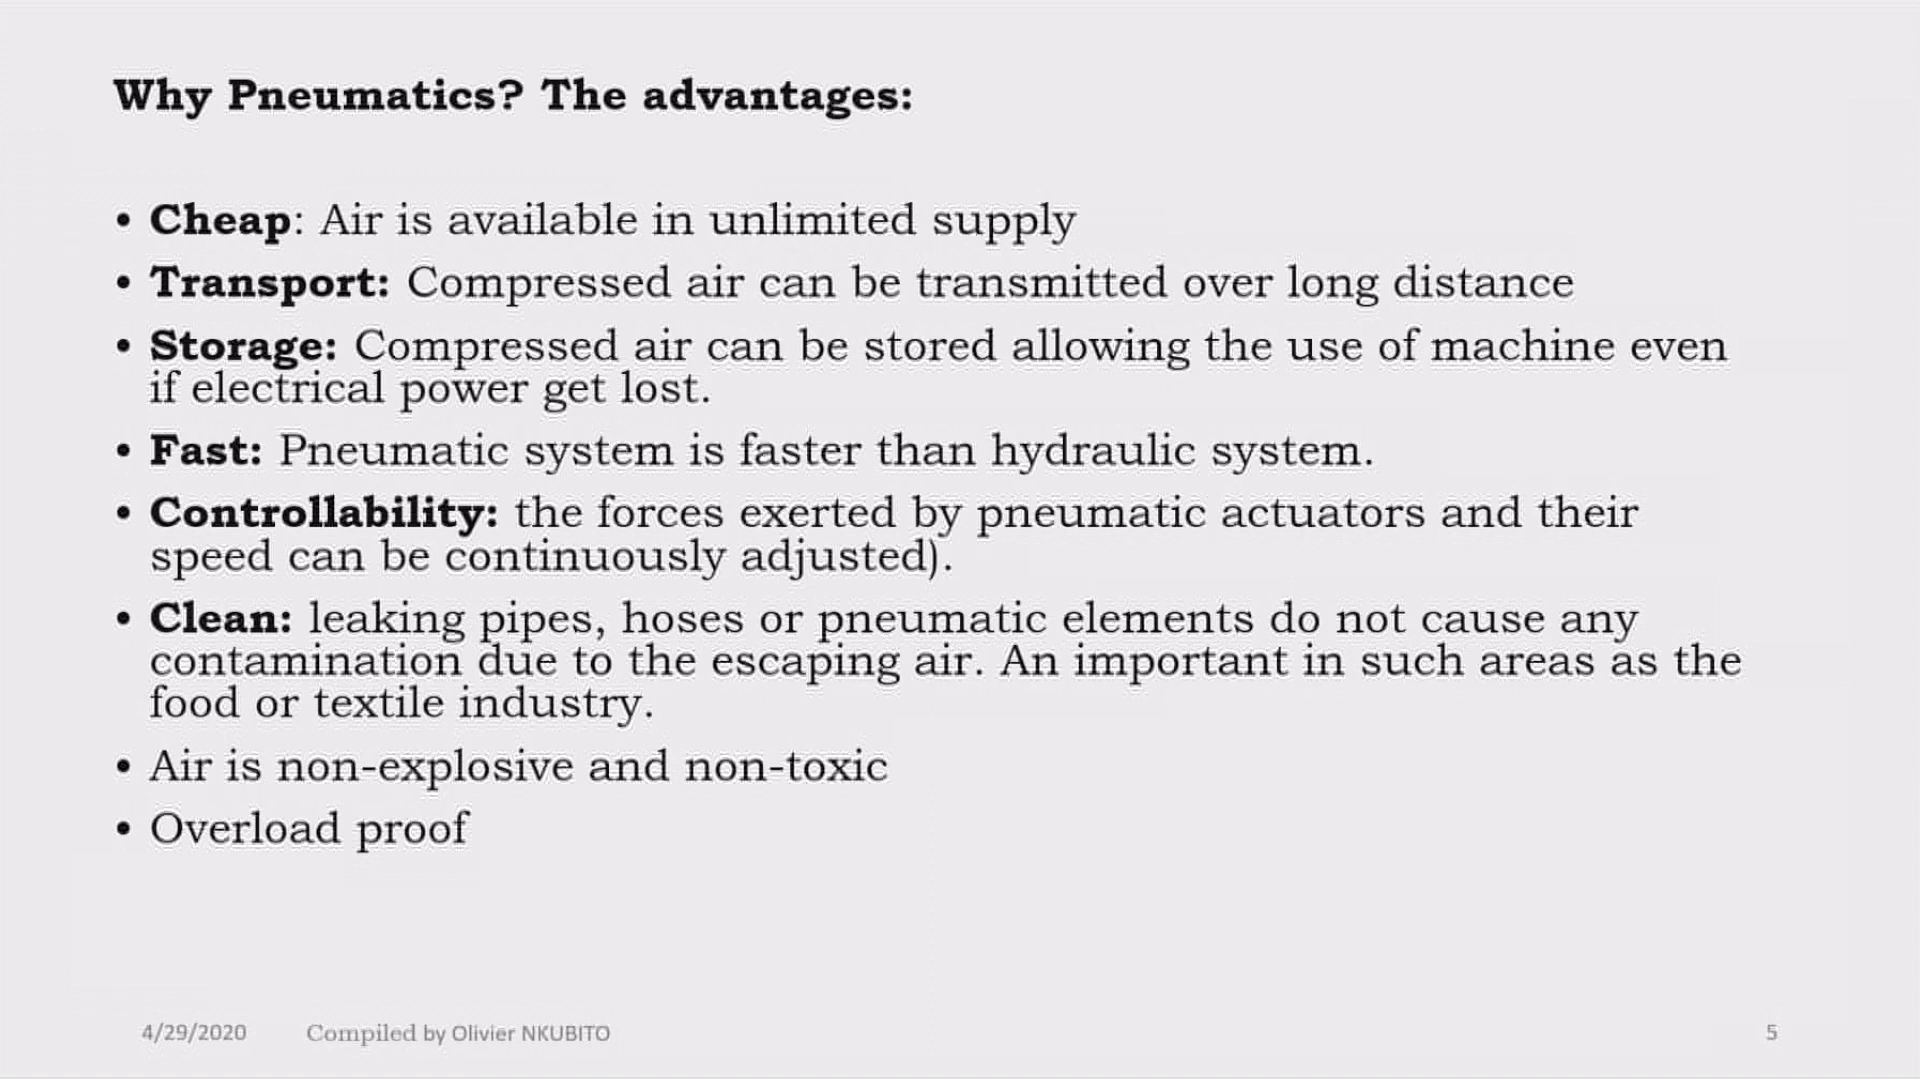 Why Pneumatics? The advantages:
• Cheap: Air is available in unlimited supply
• Transport: Compressed air can be transmitted over long distance
• Storage: Compressed air can be stored allowing the use of machine even
if electrical power get lost.
• Fast: Pneumatic system is faster than hydraulic system.
• Controllability: the forces exerted by pneumatic actuators and their
speed can be continuously adjusted).
• Clean: leaking pipes, hoses or pneumatic elements do not cause any
contamination due to the escaping air. An important in such areas as the
food or textile industry.
• Air is non-explosive and non-toxic
• Overload proof
4/29/2020 Compiled by Olivier NKUBITO 5